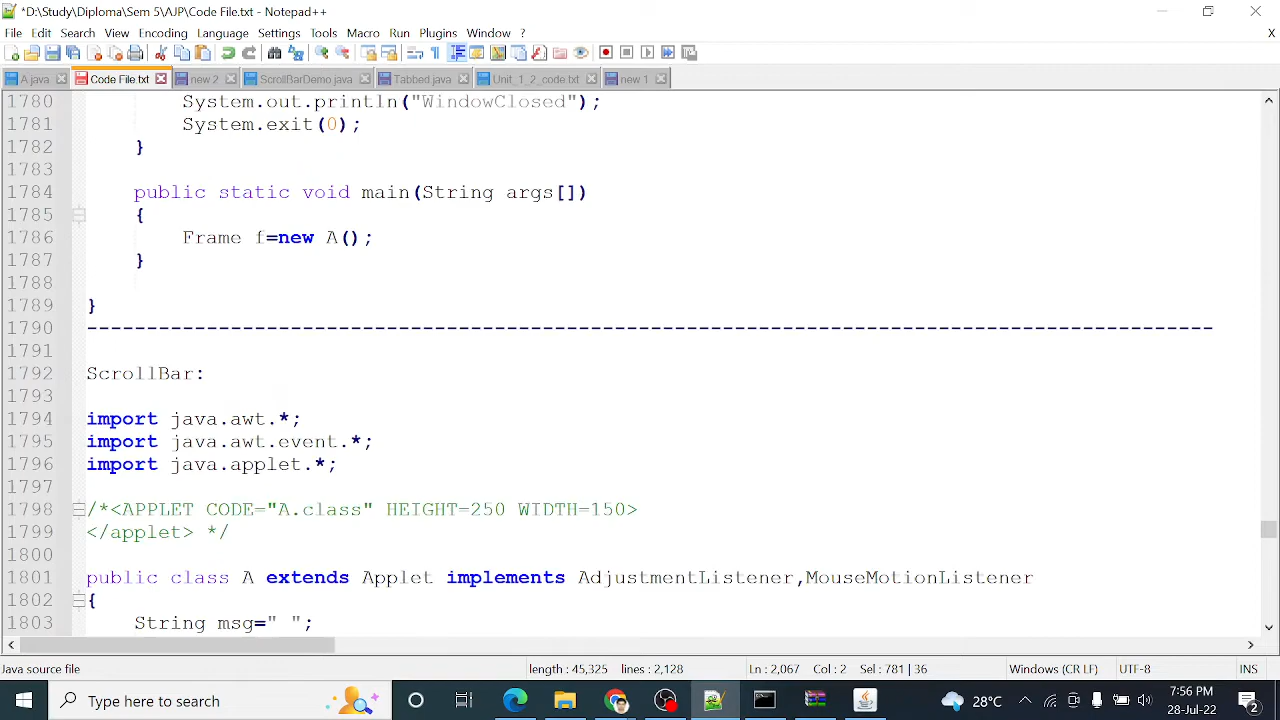 *D:\Study\Diploma\Sem 5\AJP\Code File.txt - Notepad++
File Edit Search View Encoding Language Settings Tools Macro Run Plugins Window ? X
A.java Code File.txt new 2 ScrollBarDemo.java Tabbed.java Unit_1_2_code.txt new 1
1780 System.out.println("WindowClosed");
1781 System.exit(0);
1782 }
1783
1784 public static void main(String args[])
1785 {
1786 Frame f=new A();
1787 }
1788
1789 }
1790 ----------------------------------------------------------------------------------------------
1791
1792 ScrollBar:
1793
1794 import java.awt.*;
1795 import java.awt.event.*;
1796 import java.applet.*;
1797
1798 /*<APPLET CODE="A.class" HEIGHT=250 WIDTH=150>
1799 </applet> */
1800
1801 public class A extends Applet implements AdjustmentListener,MouseMotionListener
1802 {
1803 String msg=" ";
Java source file length : 45,325 lines : 2,128 Ln : 2,067 Col : 2 Sel : 781 | 36 Windows (CR LF) UTF-8 INS
Type here to search 28°C 7:56 PM
28-Jul-22 2